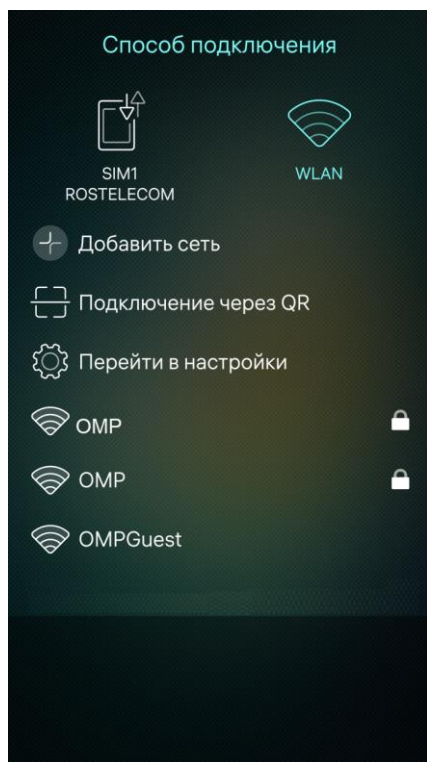 Способ подключения
SIM1
ROSTELECOM
WLAN
Добавить сеть
Подключение через QR
Перейти в настройки
OMP
OMP
OMPGuest